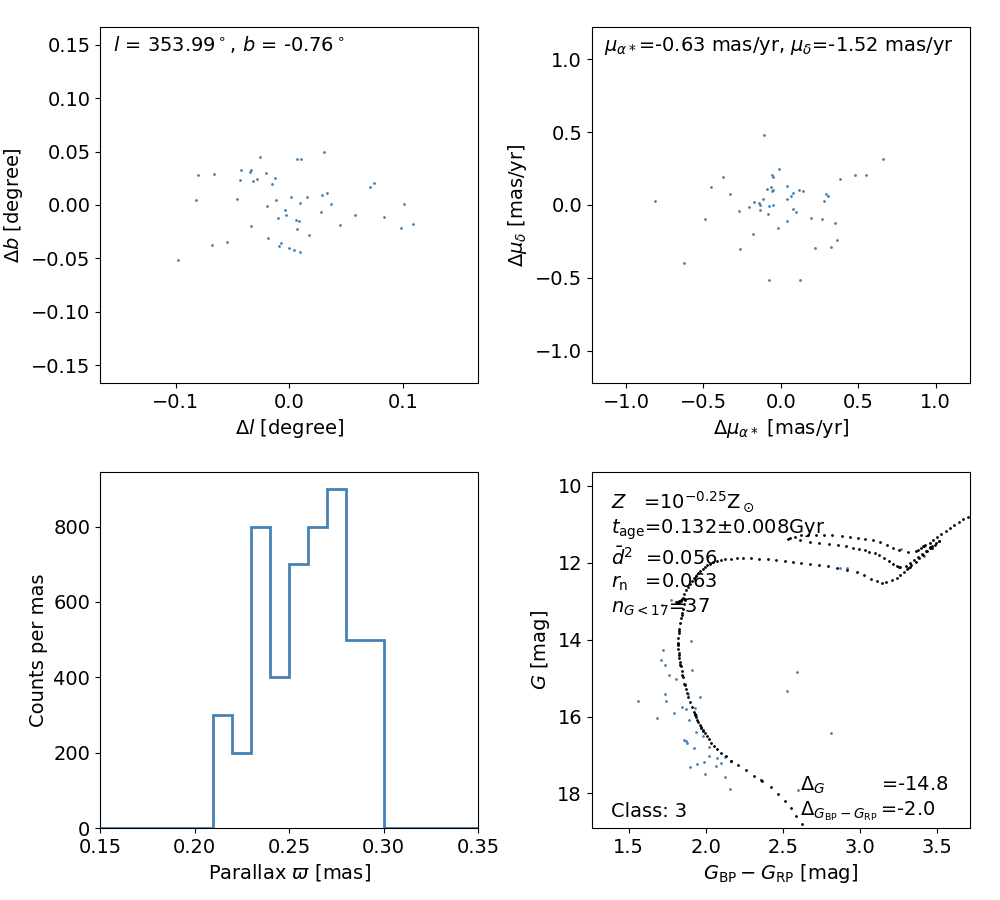 l = 353.99°, b = -0.76°
0.15
0.10
0.05
0.00
−0.05
−0.10
−0.15
Δb [degree]
−0.1
0.0
0.1
Δl [degree]
μα*=-0.63 mas/yr, μδ=-1.52 mas/yr
1.0
0.5
0.0
−0.5
−1.0
Δμδ [mas/yr]
−1.0
−0.5
0.0
0.5
1.0
Δμα* [mas/yr]
800
600
400
200
0
Counts per mas
0.15
0.20
0.25
0.30
0.35
Parallax ϖ [mas]
10
12
14
16
18
G [mag]
Z =10−0.25Z⊙
tage=0.132±0.008Gyr
d̄2 =0.056
rn =0.063
nG<17=37
ΔG =-14.8
ΔGBP−GRP=-2.0
Class: 3
1.5
2.0
2.5
3.0
3.5
GBP − GRP [mag]